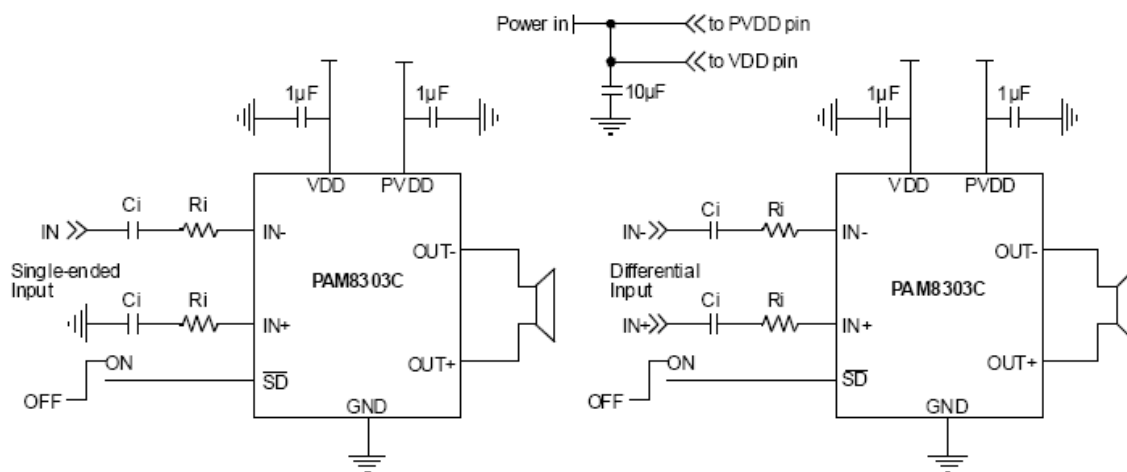 Power in
to PVDD pin
to VDD pin
10µF
1µF
1µF
VDD
PVDD
Ci
Ri
IN
IN-
Single-ended
Input
Ci
Ri
IN+
OUT-
PAM8303C
OUT+
ON
OFF
SD
GND
1µF
1µF
VDD
PVDD
Ci
Ri
IN-
IN-
Differential
Input
Ci
Ri
IN+
IN+
OUT-
PAM8303C
OUT+
ON
OFF
SD
GND